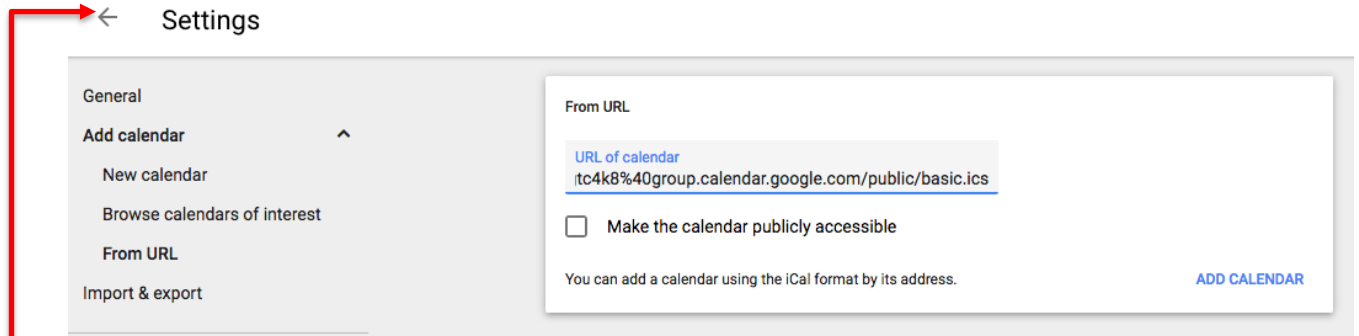 Settings
General
Add calendar
New calendar
Browse calendars of interest
From URL
Import & export
From URL
URL of calendar
tc4k8%40group.calendar.google.com/public/basic.ics
Make the calendar publicly accessible
You can add a calendar using the iCal format by its address.
ADD CALENDAR